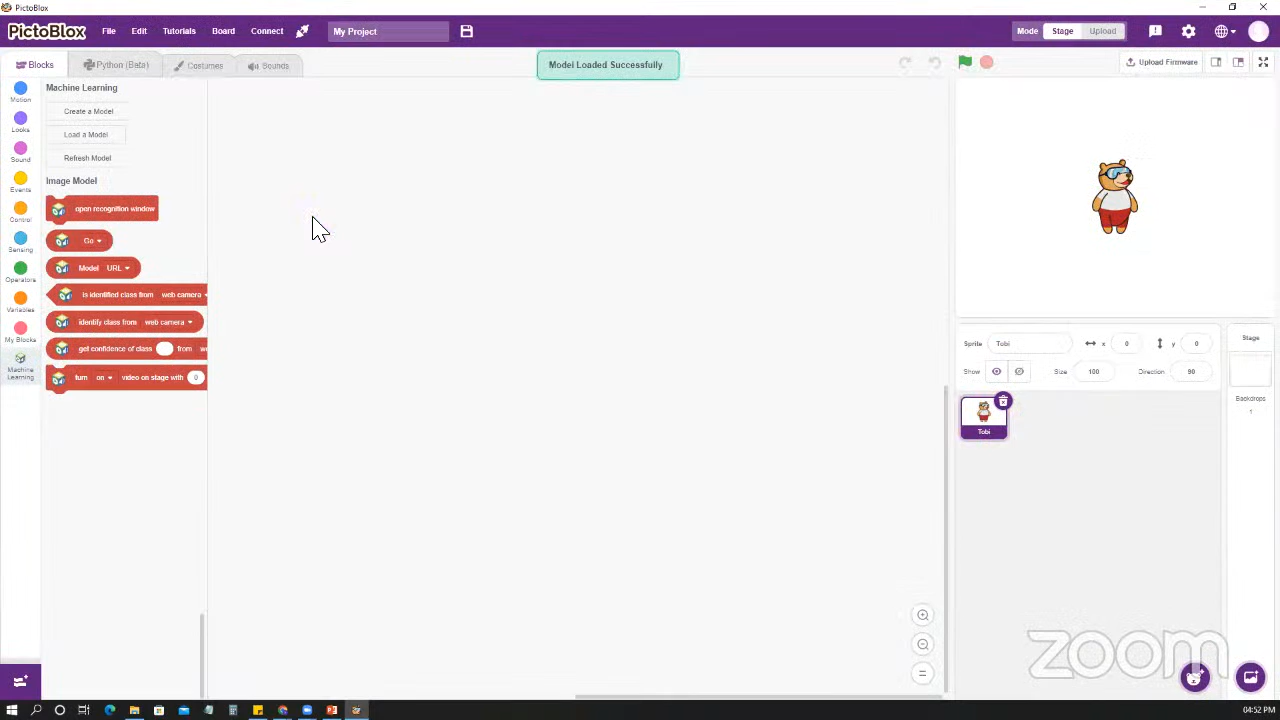 PictoBlox
PictoBlox File Edit Tutorials Board Connect My Project Mode Stage Upload
Blocks Python (Beta) Costumes Sounds Model Loaded Successfully Upload Firmware
Machine Learning
Motion
Create a Model
Looks
Load a Model
Sound
Refresh Model
Events
Image Model
Control
open recognition window
Sensing
Go
Operators
Model URL
Variables
is identified class from web camera
My Blocks
identify class from web camera
Machine Learning
get confidence of class from we
turn on video on stage with 0
Sprite Tobi x 0 y 0
Show Size 100 Direction 90
Tobi
Stage
Backdrops
1
zoom
04:52 PM